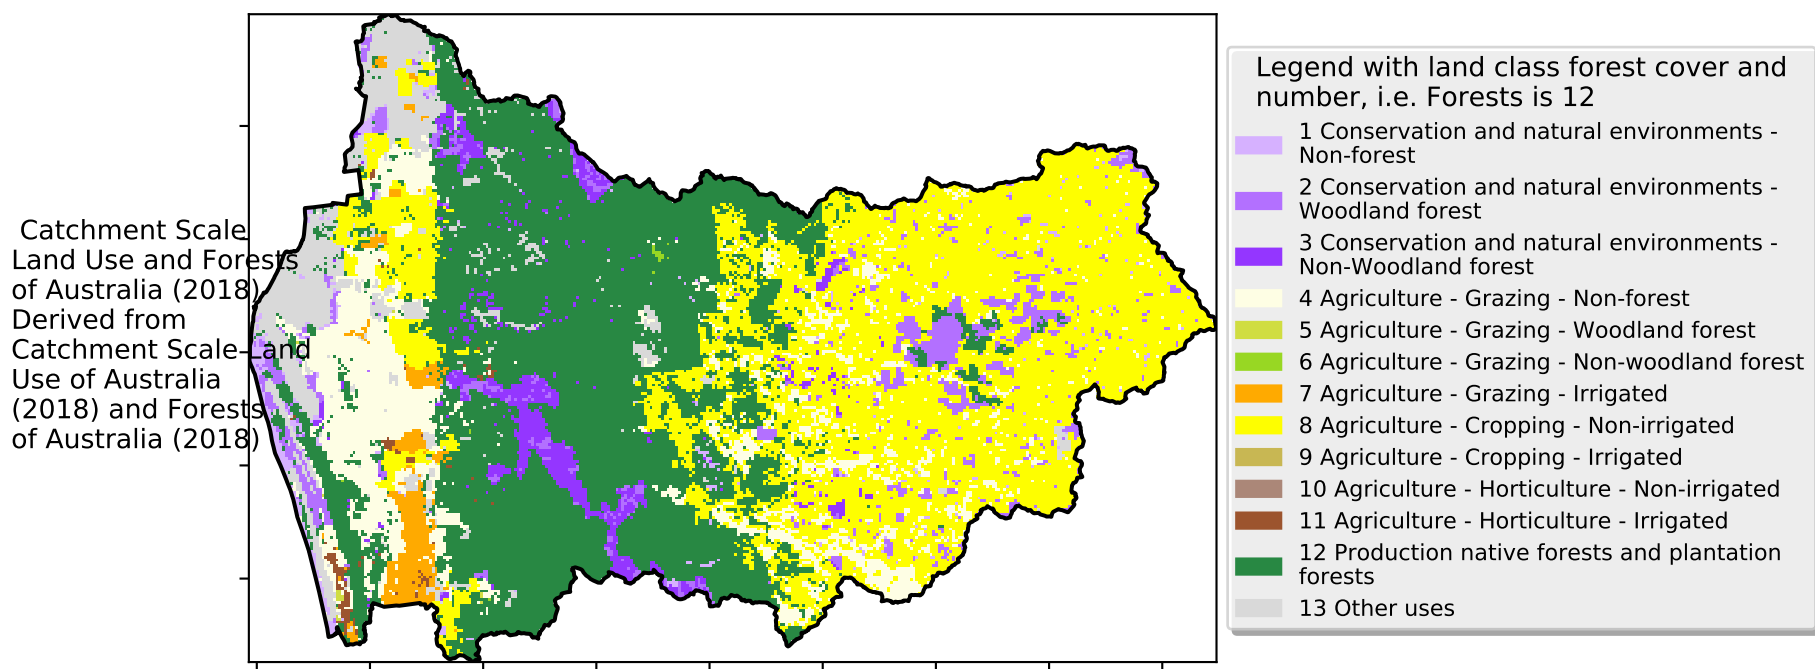 Catchment Scale
Land Use and Forests
of Australia (2018)
Derived from
Catchment Scale Land
Use of Australia
(2018) and Forests
of Australia (2018)
Legend with land class forest cover and
number, i.e. Forests is 12
1 Conservation and natural environments -
Non-forest
2 Conservation and natural environments -
Woodland forest
3 Conservation and natural environments -
Non-Woodland forest
4 Agriculture - Grazing - Non-forest
5 Agriculture - Grazing - Woodland forest
6 Agriculture - Grazing - Non-woodland forest
7 Agriculture - Grazing - Irrigated
8 Agriculture - Cropping - Non-irrigated
9 Agriculture - Cropping - Irrigated
10 Agriculture - Horticulture - Non-irrigated
11 Agriculture - Horticulture - Irrigated
12 Production native forests and plantation
forests
13 Other uses